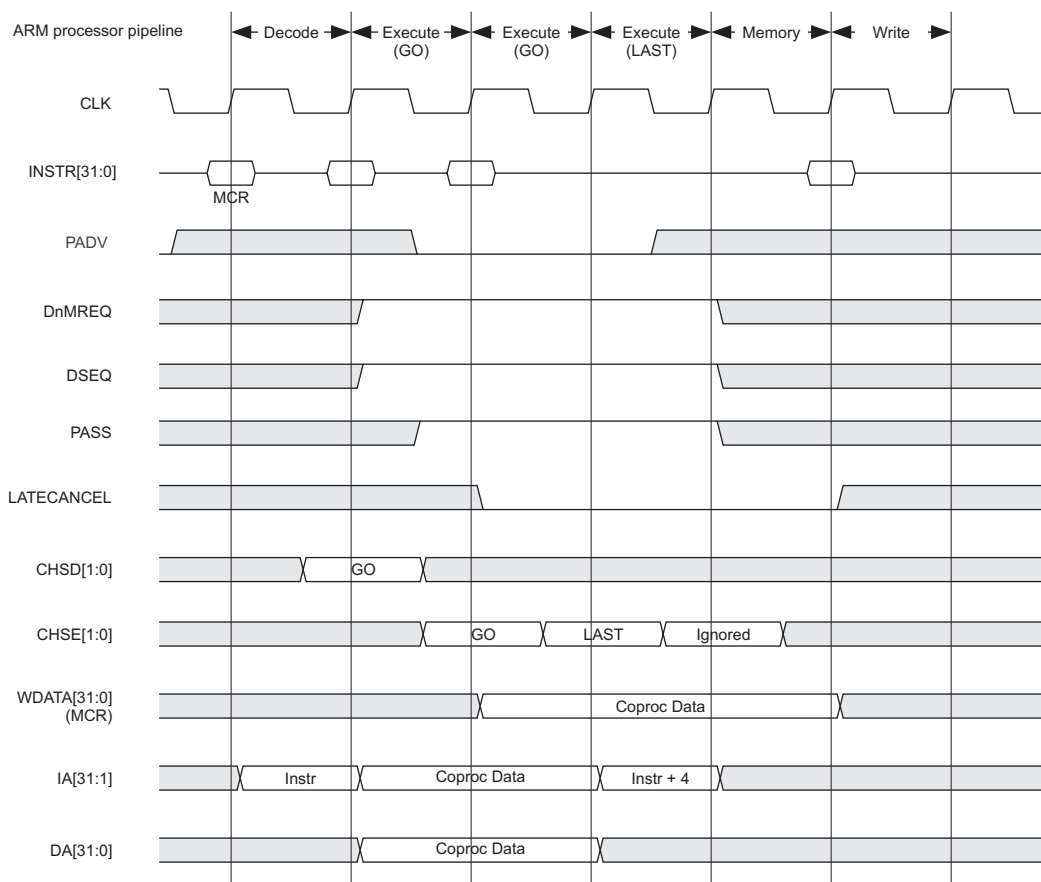 ARM processor pipeline
Decode
Execute
(GO)
Execute
(GO)
Execute
(LAST)
Memory
Write
CLK
INSTR[31:0]
MCR
PADV
DnMREQ
DSEQ
PASS
LATECANCEL
CHSD[1:0]
GO
CHSE[1:0]
GO
LAST
Ignored
WDATA[31:0]
(MCR)
Coproc Data
IA[31:1]
Instr
Coproc Data
Instr + 4
DA[31:0]
Coproc Data